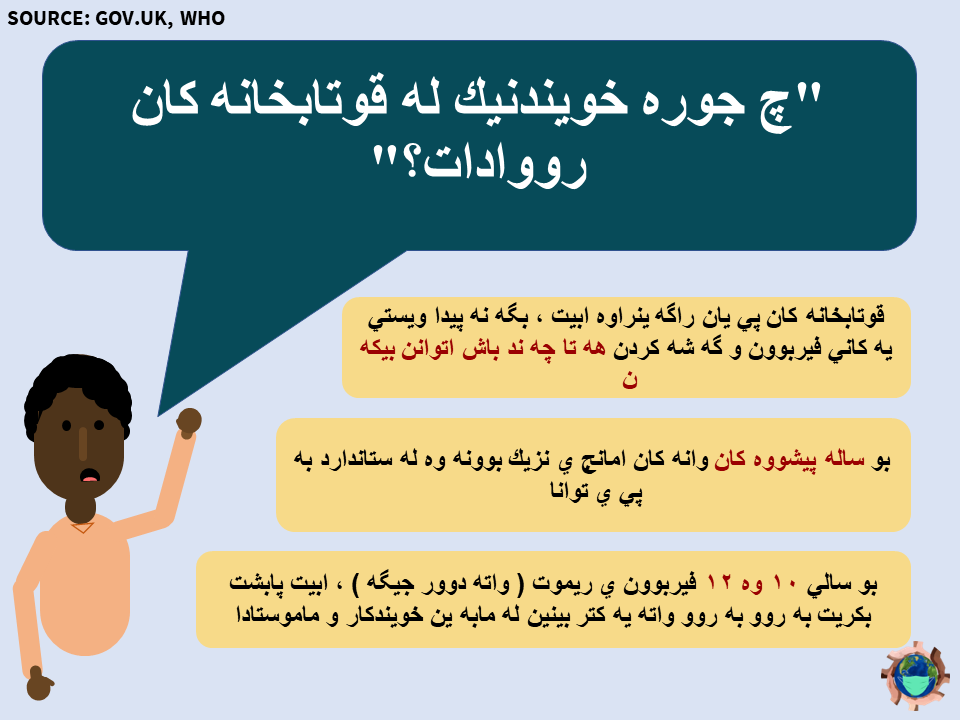 SOURCE: GOV.UK, WHO
"چ جوره خويندنيك له قوتابخانه كان
رووادات؟"
قوتابخانه كان پي يان راگه ينراوه ابيت ، بگه نه پيدا ويستي
يه كاني فيربوون و گه شه كردن هه تا چه ند باش اتوانن بيكه
ن
بو ساله پيشووه كان وانه كان امانج ي نزيك بوونه وه له ستاندارد به
پي ي توانا
بو سالي ١٠ وه ١٢ فيربوون ي ريموت ( واته دوور جيگه ) ، ابيت پابشت
بكريت به روو به روو واته يه كتر بينين له مابه ين خويندكار و ماموستادا